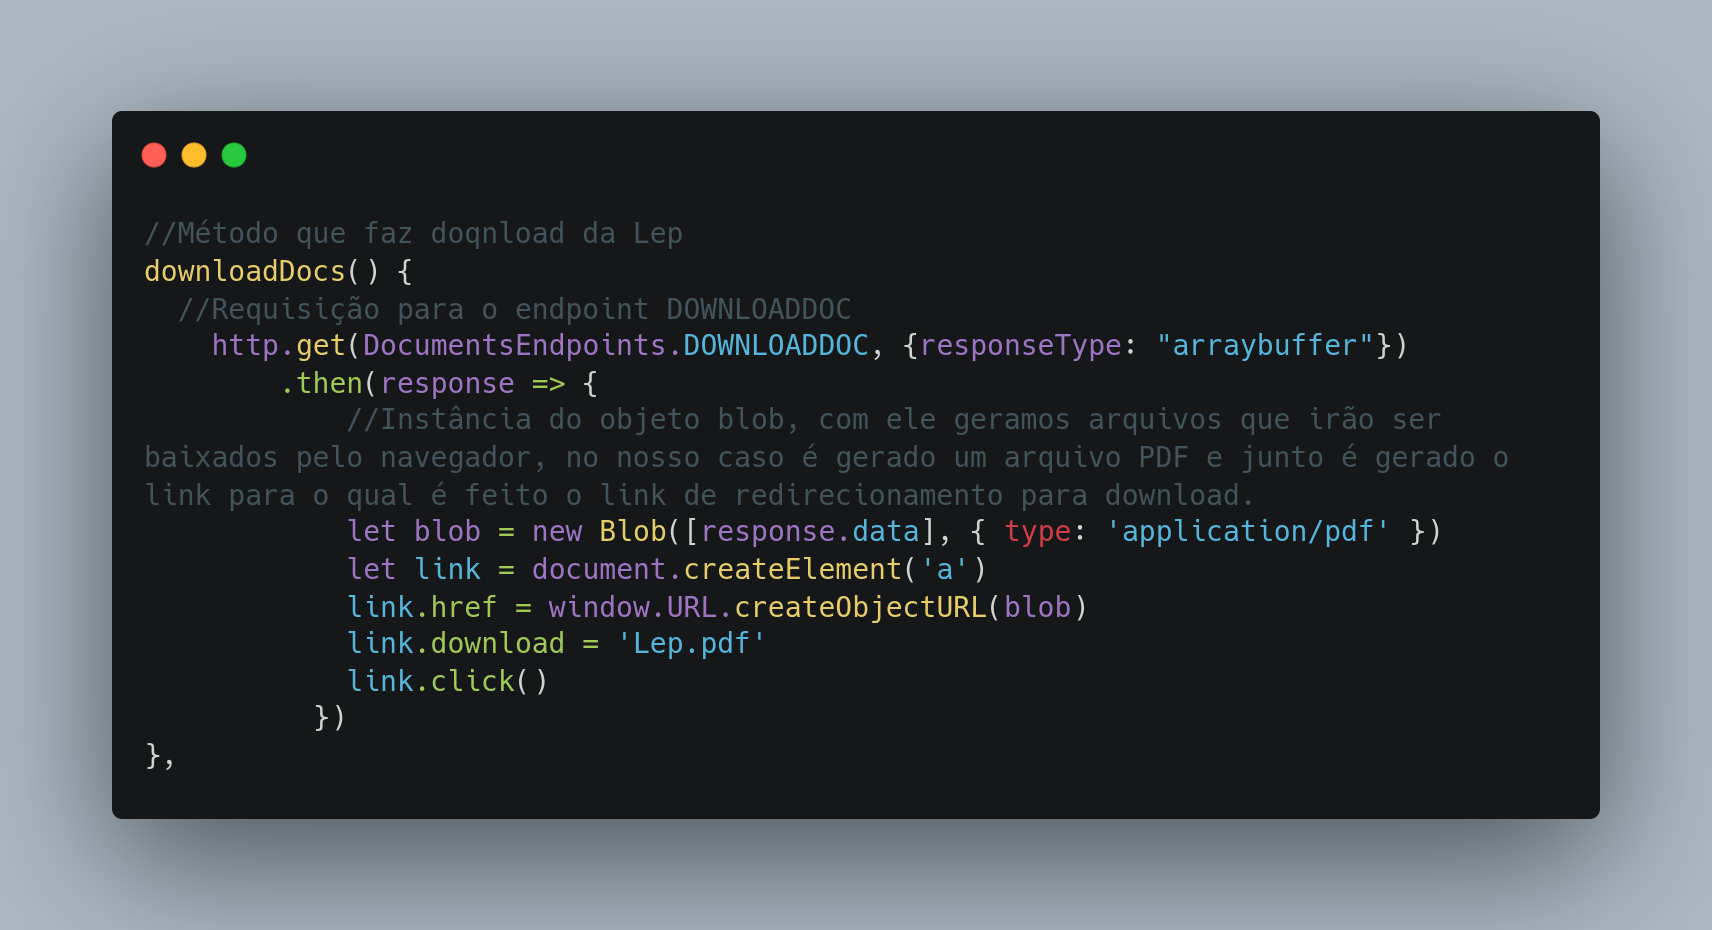 //Método que faz doqnload da Lep
downloadDocs() {
  //Requisição para o endpoint DOWNLOADDOC
    http.get(DocumentsEndpoints.DOWNLOADDOC, {responseType: "arraybuffer"})
        .then(response => {
            //Instância do objeto blob, com ele geramos arquivos que irão ser
baixados pelo navegador, no nosso caso é gerado um arquivo PDF e junto é gerado o
link para o qual é feito o link de redirecionamento para download.
            let blob = new Blob([response.data], { type: 'application/pdf' })
            let link = document.createElement('a')
            link.href = window.URL.createObjectURL(blob)
            link.download = 'Lep.pdf'
            link.click()
          })
},